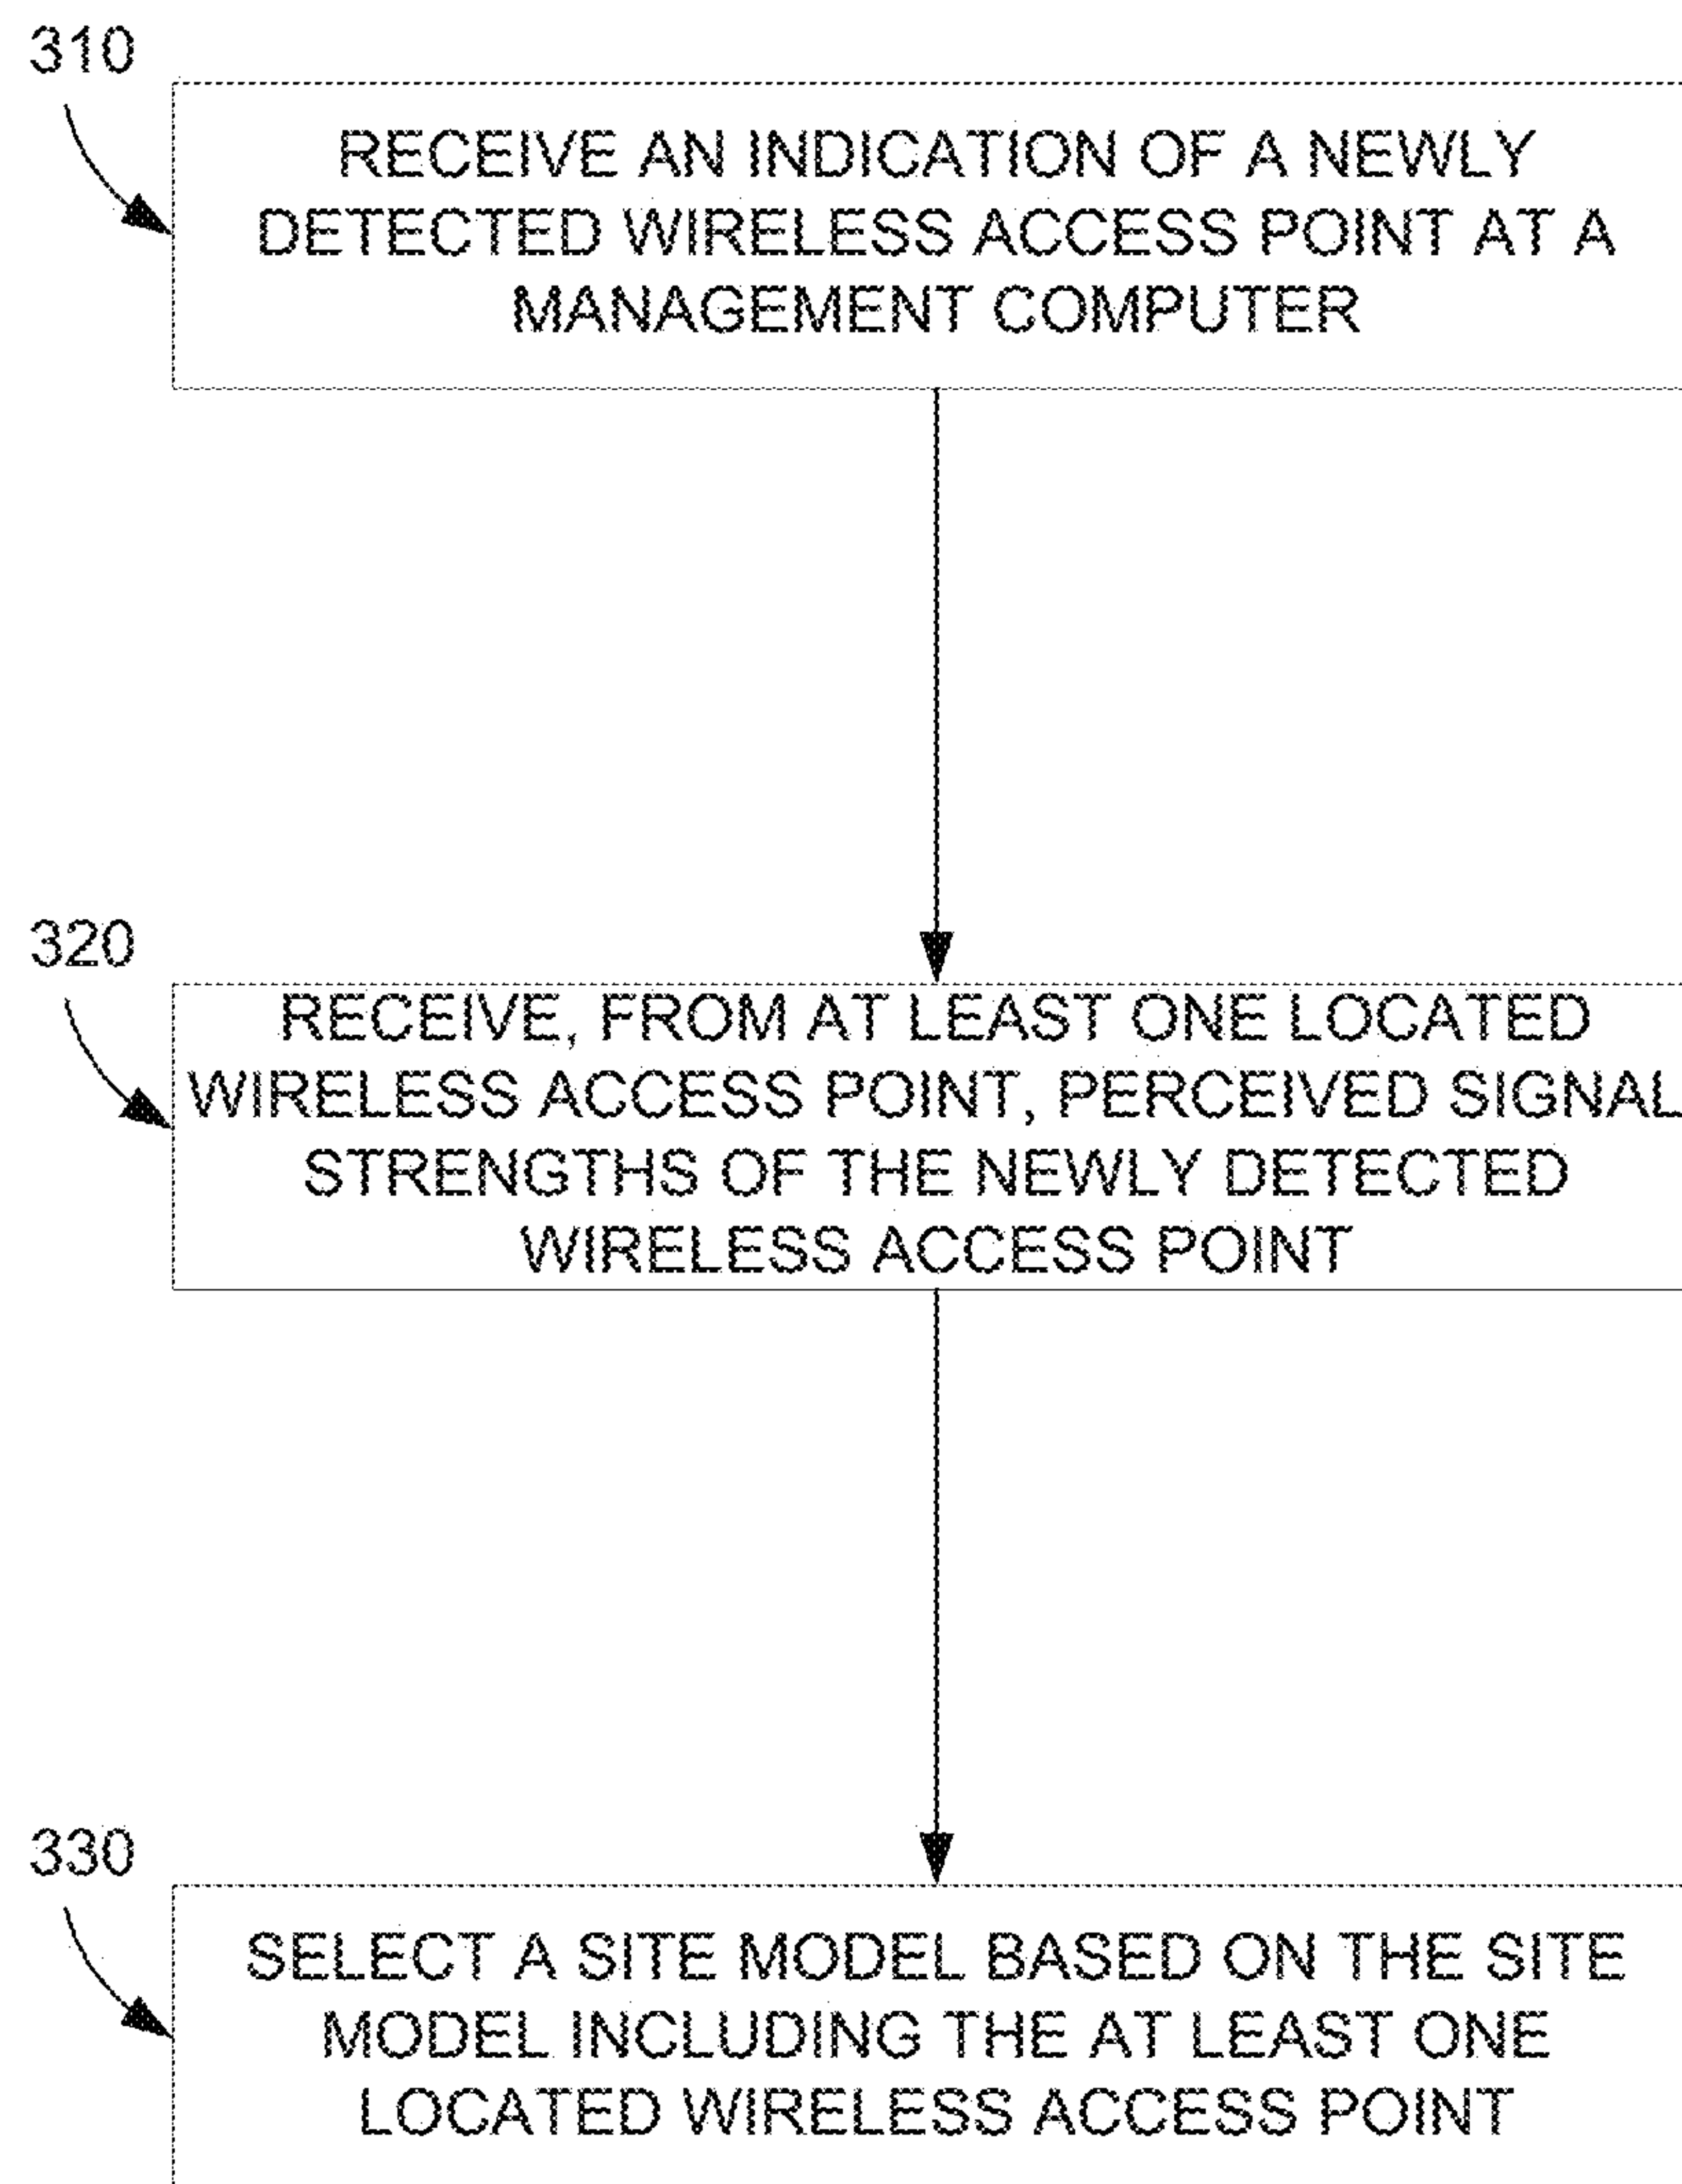 310
RECEIVE AN INDICATION OF A NEWLY
DETECTED WIRELESS ACCESS POINT AT A
MANAGEMENT COMPUTER
320
RECEIVE, FROM AT LEAST ONE LOCATED
WIRELESS ACCESS POINT, PERCEIVED SIGNAL
STRENGTHS OF THE NEWLY DETECTED
WIRELESS ACCESS POINT
330
SELECT A SITE MODEL BASED ON THE SITE
MODEL INCLUDING THE AT LEAST ONE
LOCATED WIRELESS ACCESS POINT